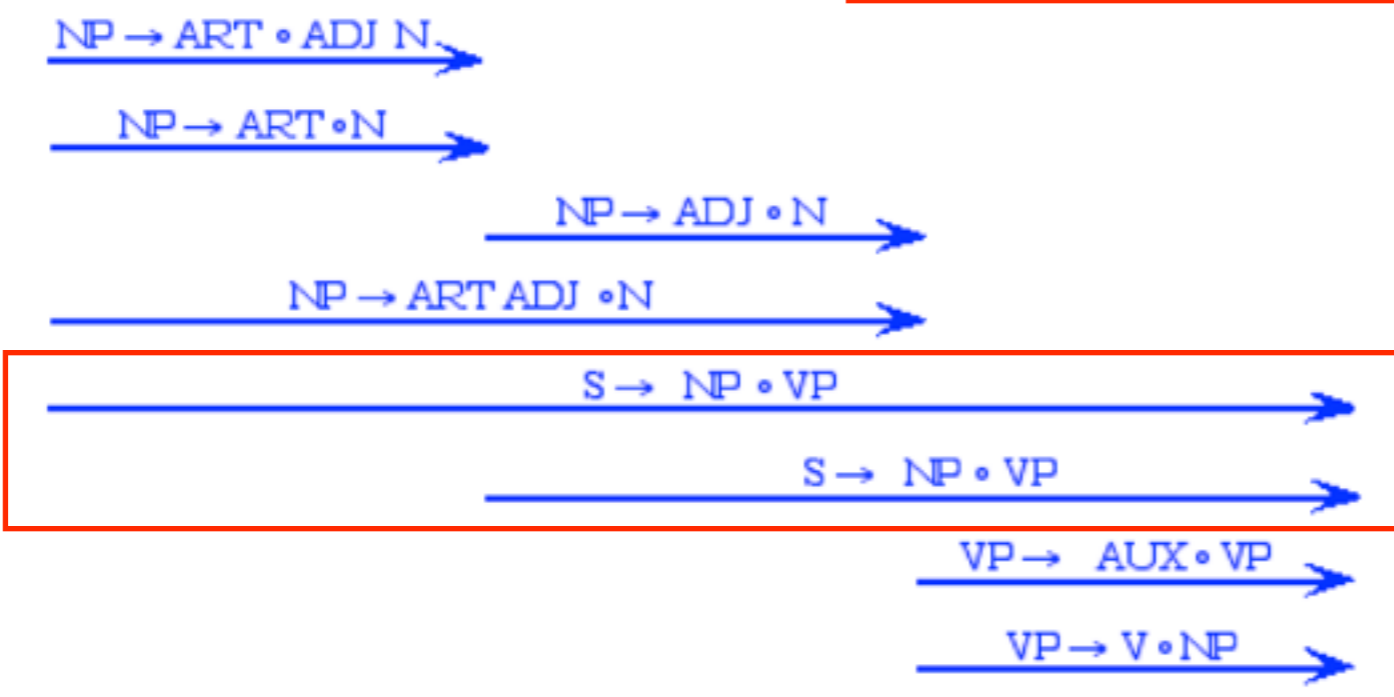 NP → ART ∘ ADJ N
NP → ART ∘ N
NP → ADJ ∘ N
NP → ART ADJ ∘ N
S → NP ∘ VP
S → NP ∘ VP
VP → AUX ∘ VP
VP → V ∘ NP